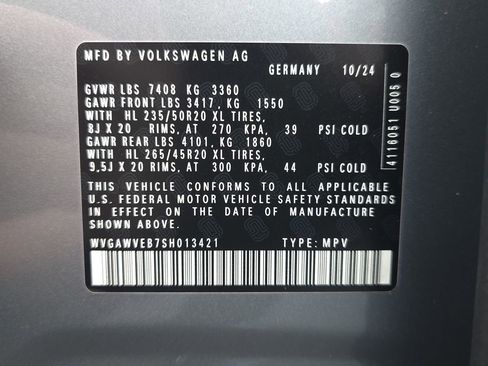 MFD BY VOLKSWAGEN AG
GERMANY 10/24
GVWR LBS 7408 KG 3360
GAWR FRONT LBS 3417, KG 1550
WITH HL 235/50R20 XL TIRES,
8J X 20 RIMS, AT 270 KPA, 39 PSI COLD
GAWR REAR LBS 4101, KG 1860
WITH HL 265/45R20 XL TIRES,
9,5J X 20 RIMS, AT 300 KPA, 44 PSI COLD
THIS VEHICLE CONFORMS TO ALL APPLICABLE
U.S. FEDERAL MOTOR VEHICLE SAFETY STANDARDS
IN EFFECT ON THE DATE OF MANUFACTURE
SHOWN ABOVE.
WVGAWVEB7SH013421 TYPE: MPV
4116051 U005 0